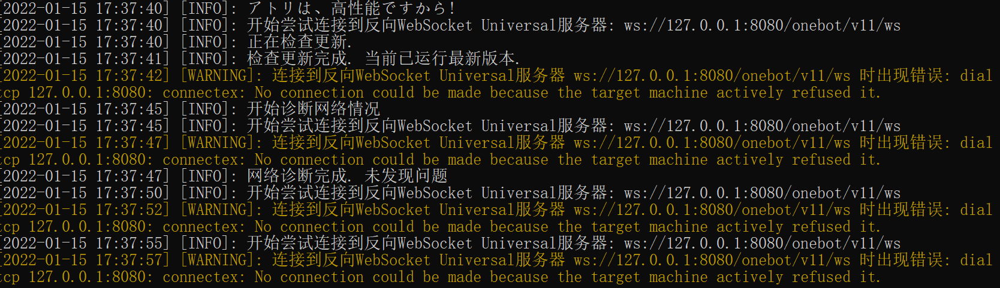 [2022-01-15 17:37:40] [INFO]: アトリは、高性能ですから!
[2022-01-15 17:37:40] [INFO]: 开始尝试连接到反向WebSocket Universal服务器: ws://127.0.0.1:8080/onebot/v11/ws
[2022-01-15 17:37:40] [INFO]: 正在检查更新.
[2022-01-15 17:37:41] [INFO]: 检查更新完成. 当前已运行最新版本.
[2022-01-15 17:37:42] [WARNING]: 连接到反向WebSocket Universal服务器 ws://127.0.0.1:8080/onebot/v11/ws 时出现错误: dial
tcp 127.0.0.1:8080: connectex: No connection could be made because the target machine actively refused it.
[2022-01-15 17:37:45] [INFO]: 开始诊断网络情况
[2022-01-15 17:37:45] [INFO]: 开始尝试连接到反向WebSocket Universal服务器: ws://127.0.0.1:8080/onebot/v11/ws
[2022-01-15 17:37:47] [WARNING]: 连接到反向WebSocket Universal服务器 ws://127.0.0.1:8080/onebot/v11/ws 时出现错误: dial
tcp 127.0.0.1:8080: connectex: No connection could be made because the target machine actively refused it.
[2022-01-15 17:37:47] [INFO]: 网络诊断完成. 未发现问题
[2022-01-15 17:37:50] [INFO]: 开始尝试连接到反向WebSocket Universal服务器: ws://127.0.0.1:8080/onebot/v11/ws
[2022-01-15 17:37:52] [WARNING]: 连接到反向WebSocket Universal服务器 ws://127.0.0.1:8080/onebot/v11/ws 时出现错误: dial
tcp 127.0.0.1:8080: connectex: No connection could be made because the target machine actively refused it.
[2022-01-15 17:37:55] [INFO]: 开始尝试连接到反向WebSocket Universal服务器: ws://127.0.0.1:8080/onebot/v11/ws
[2022-01-15 17:37:57] [WARNING]: 连接到反向WebSocket Universal服务器 ws://127.0.0.1:8080/onebot/v11/ws 时出现错误: dial
tcp 127.0.0.1:8080: connectex: No connection could be made because the target machine actively refused it.